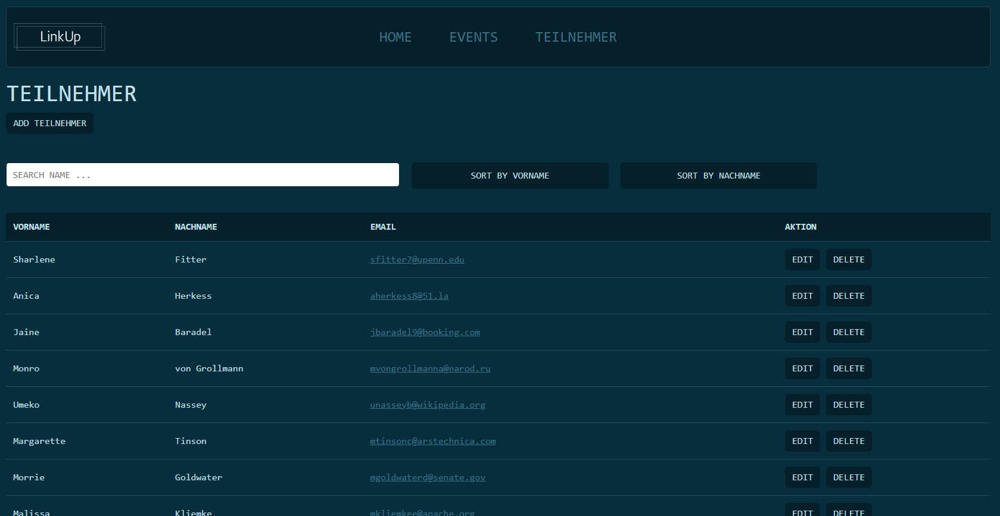 LinkUp
HOME EVENTS TEILNEHMER
TEILNEHMER
ADD TEILNEHMER
SEARCH NAME ... SORT BY VORNAME SORT BY NACHNAME
VORNAME NACHNAME EMAIL AKTION
Sharlene Fitter sfitter7@upenn.edu EDIT DELETE
Anica Herkess aherkess8@51.la EDIT DELETE
Jaine Baradel jbaradel9@booking.com EDIT DELETE
Monro von Grollmann mvongrollmanna@narod.ru EDIT DELETE
Umeko Nassey unasseyb@wikipedia.org EDIT DELETE
Margarette Tinson mtinsonc@arstechnica.com EDIT DELETE
Morrie Goldwater mgoldwaterd@senate.gov EDIT DELETE
Malissa Kliemke mkliemkee@apache.org EDIT DELETE